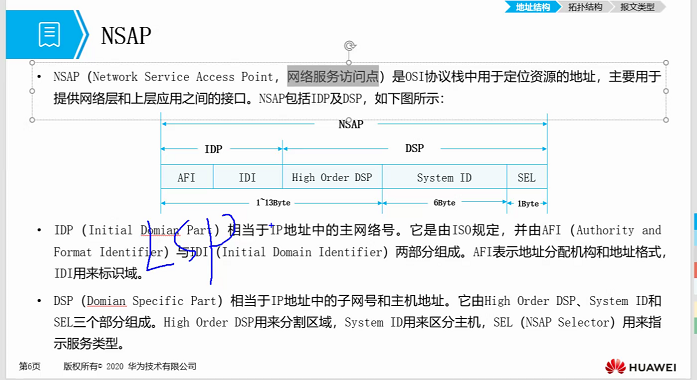 地址结构 拓扑结构 报文类型
NSAP
• NSAP（Network Service Access Point，网络服务访问点）是OSI协议栈中用于定位资源的地址，主要用于
提供网络层和上层应用之间的接口。NSAP包括IDP及DSP，如下图所示：
NSAP
IDP DSP
AFI IDI High Order DSP System ID SEL
1~13Byte 6Byte 1Byte
• IDP（Initial Domian Part）相当于IP地址中的主网络号。它是由ISO规定，并由AFI（Authority and
Format Identifier）与IDI（Initial Domain Identifier）两部分组成。AFI表示地址分配机构和地址格式，
IDI用来标识域。
LSP
• DSP（Domian Specific Part）相当于IP地址中的子网号和主机地址。它由High Order DSP、System ID和
SEL三个部分组成。High Order DSP用来分割区域，System ID用来区分主机，SEL（NSAP Selector）用来指
示服务类型。
第6页 版权所有© 2020 华为技术有限公司
HUAWEI